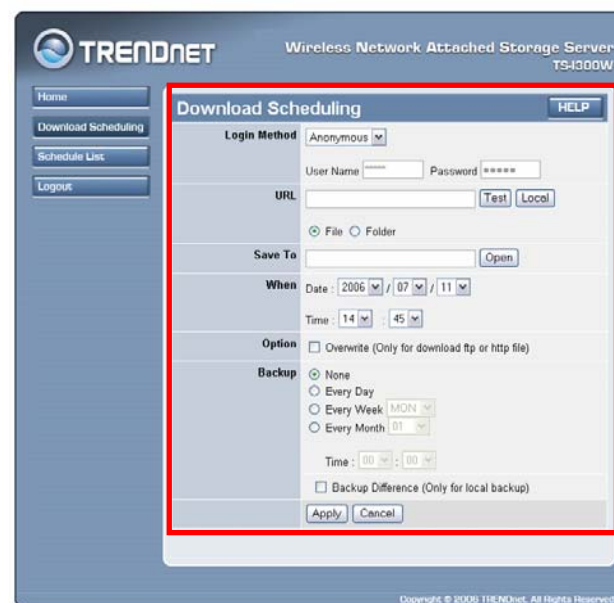 TRENDNET
Wireless Network Attached Storage Server
TS-I300W
Home
Download Scheduling
Schedule List
Logout
Download Scheduling
HELP
Login Method
Anonymous
User Name ***** Password *****
URL
Test Local
File Folder
Save To
Open
When
Date : 2006 / 07 / 11
Time : 14 : 45
Option
Overwrite (Only for download ftp or http file)
Backup
None
Every Day
Every Week MON
Every Month 01
Time : 00 : 00
Backup Difference (Only for local backup)
Apply Cancel
Copyright © 2006 TRENDnet. All Rights Reserved